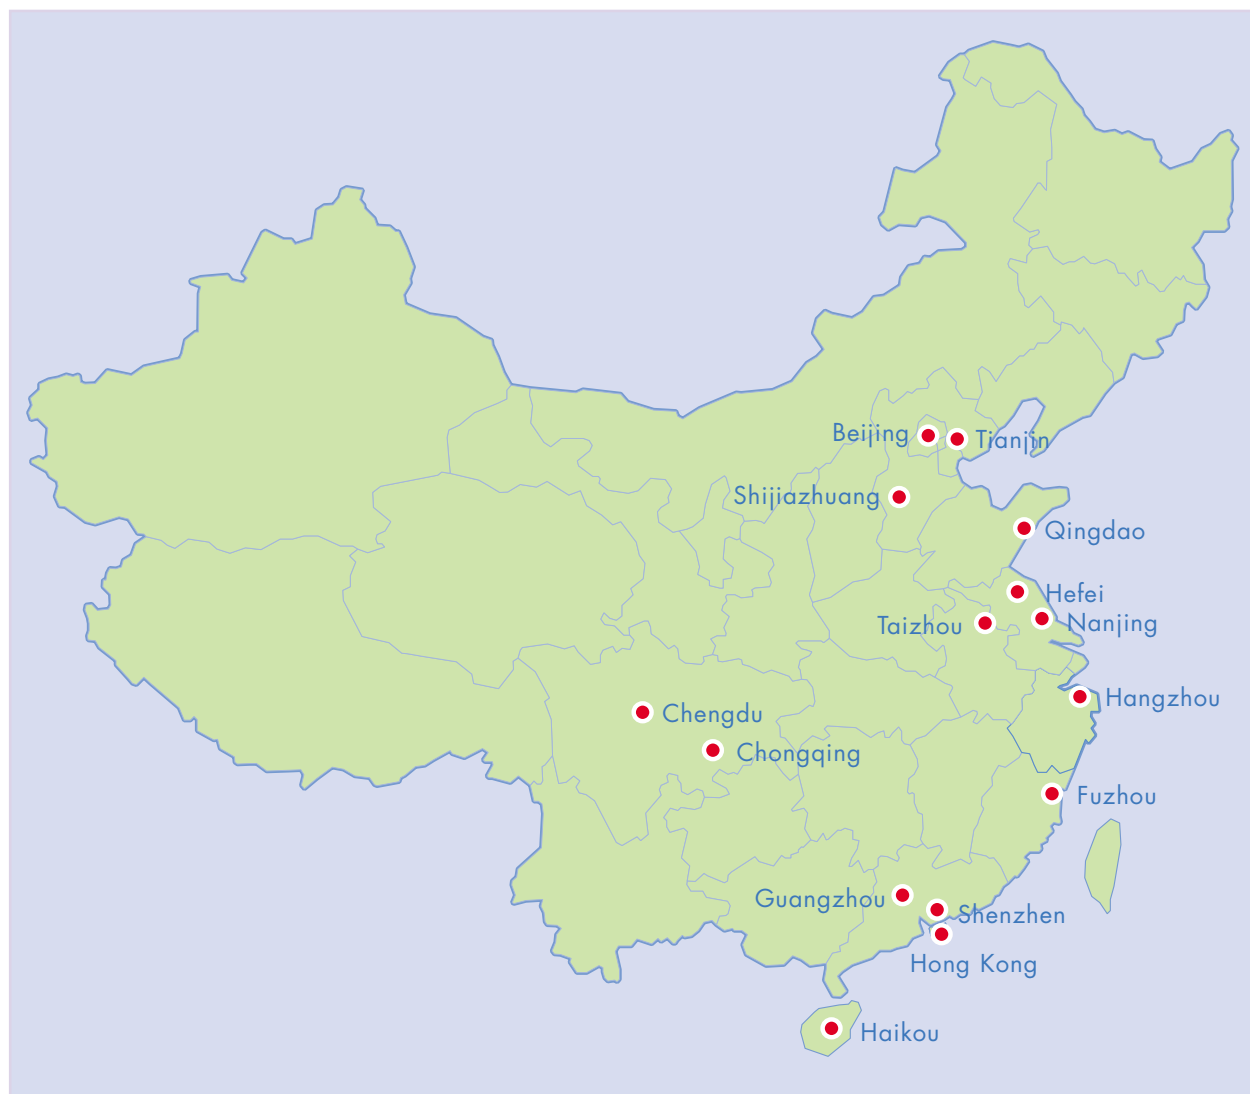 Beijing
Tianjin
Shijiazhuang
Qingdao
Hefei
Taizhou
Nanjing
Hangzhou
Chengdu
Chongqing
Fuzhou
Guangzhou
Shenzhen
Hong Kong
Haikou